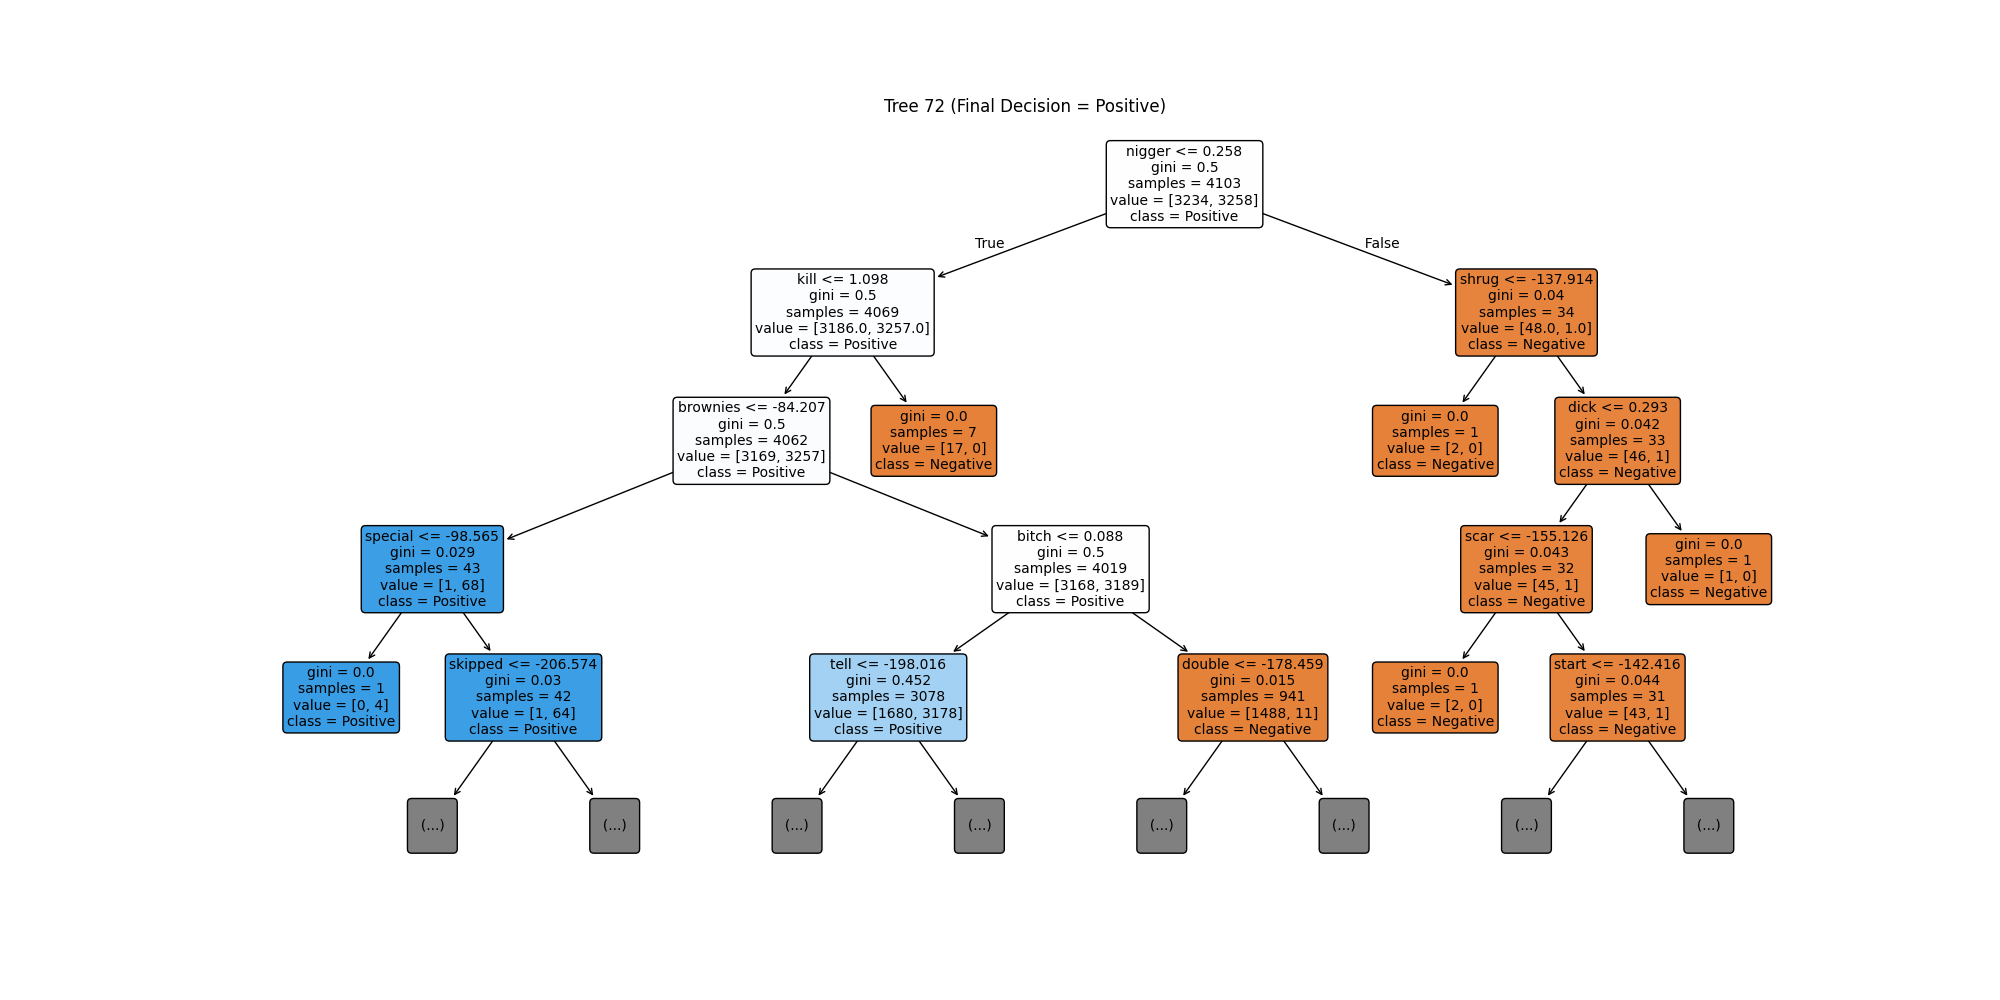 Tree 72 (Final Decision = Positive)
nigger <= 0.258
gini = 0.5
samples = 4103
value = [3234, 3258]
class = Positive
True
False
kill <= 1.098
gini = 0.5
samples = 4069
value = [3186.0, 3257.0]
class = Positive
shrug <= -137.914
gini = 0.04
samples = 34
value = [48.0, 1.0]
class = Negative
brownies <= -84.207
gini = 0.5
samples = 4062
value = [3169, 3257]
class = Positive
gini = 0.0
samples = 7
value = [17, 0]
class = Negative
gini = 0.0
samples = 1
value = [2, 0]
class = Negative
dick <= 0.293
gini = 0.042
samples = 33
value = [46, 1]
class = Negative
special <= -98.565
gini = 0.029
samples = 43
value = [1, 68]
class = Positive
bitch <= 0.088
gini = 0.5
samples = 4019
value = [3168, 3189]
class = Positive
scar <= -155.126
gini = 0.043
samples = 32
value = [45, 1]
class = Negative
gini = 0.0
samples = 1
value = [1, 0]
class = Negative
gini = 0.0
samples = 1
value = [0, 4]
class = Positive
skipped <= -206.574
gini = 0.03
samples = 42
value = [1, 64]
class = Positive
tell <= -198.016
gini = 0.452
samples = 3078
value = [1680, 3178]
class = Positive
double <= -178.459
gini = 0.015
samples = 941
value = [1488, 11]
class = Negative
gini = 0.0
samples = 1
value = [2, 0]
class = Negative
start <= -142.416
gini = 0.044
samples = 31
value = [43, 1]
class = Negative
(...)
(...)
(...)
(...)
(...)
(...)
(...)
(...)